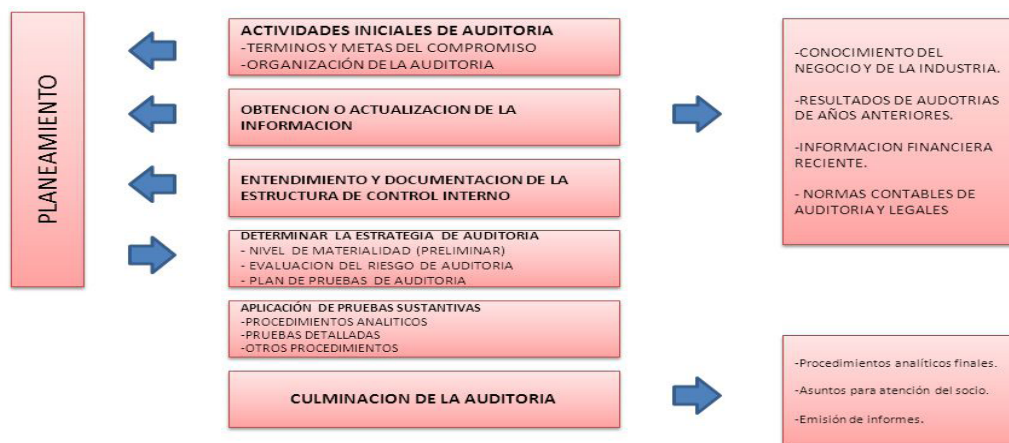 PLANEAMIENTO
ACTIVIDADES INICIALES DE AUDITORIA
-TERMINOS Y METAS DEL COMPROMISO
-ORGANIZACIÓN DE LA AUDITORIA
OBTENCION O ACTUALIZACION DE LA
INFORMACION
ENTENDIMIENTO Y DOCUMENTACION DE LA
ESTRUCTURA DE CONTROL INTERNO
DETERMINAR LA ESTRATEGIA DE AUDITORIA
- NIVEL DE MATERIALIDAD (PRELIMINAR)
- EVALUACION DEL RIESGO DE AUDITORIA
- PLAN DE PRUEBAS DE AUDITORIA
APLICACIÓN DE PRUEBAS SUSTANTIVAS
-PROCEDIMIENTOS ANALITICOS
-PRUEBAS DETALLADAS
-OTROS PROCEDIMIENTOS
CULMINACION DE LA AUDITORIA
-CONOCIMIENTO DEL
NEGOCIO Y DE LA INDUSTRIA.
-RESULTADOS DE AUDOTRIAS
DE AÑOS ANTERIORES.
-INFORMACION FINANCIERA
RECIENTE.
- NORMAS CONTABLES DE
AUDITORIA Y LEGALES
-Procedimientos analíticos finales.
-Asuntos para atención del socio.
-Emisión de informes.